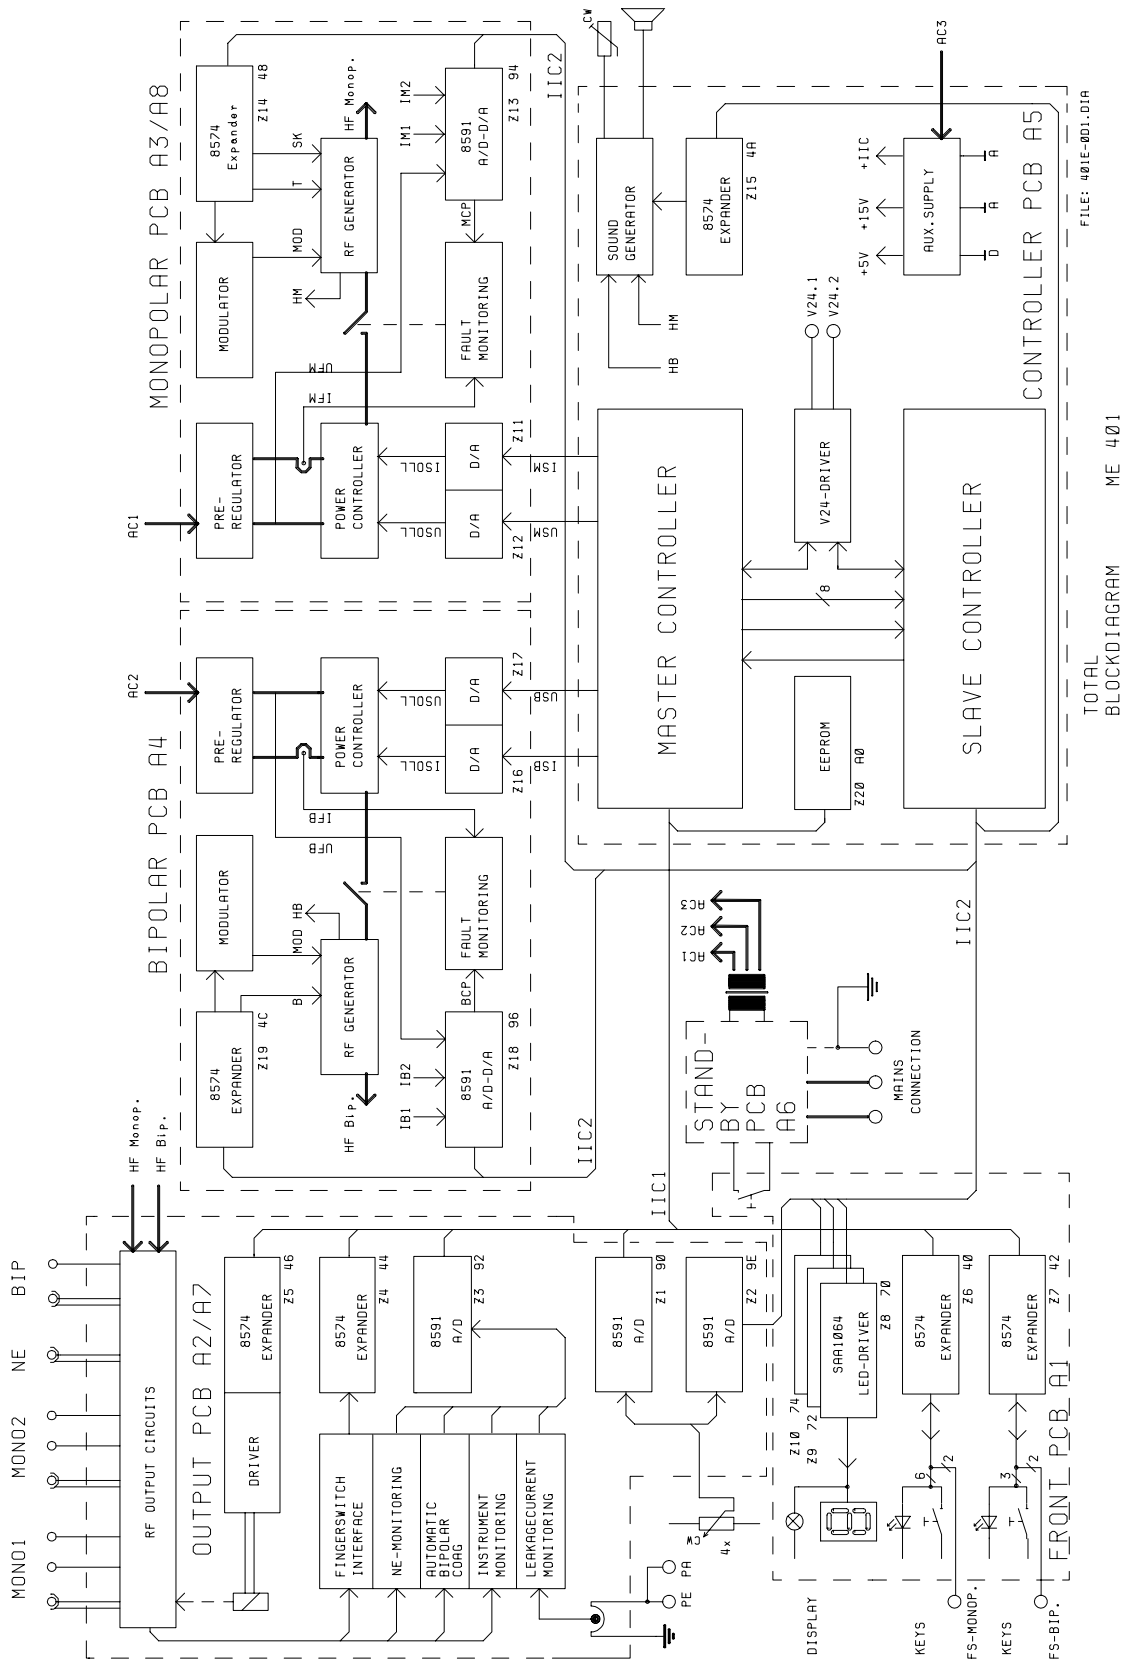 MONO1
MONO2
NE
BIP
HF Monop.
HF Bip.
RF OUTPUT CIRCUITS
OUTPUT PCB A2/A7
DRIVER
8574
EXPANDER
Z5
46
FINGERSWITCH
INTERFACE
NE-MONITORING
AUTOMATIC
BIPOLAR
COAG
INSTRUMENT
MONITORING
LEAKAGECURRENT
MONITORING
8574
EXPANDER
Z4
44
8591
A/D
Z3
92
8591
A/D
Z1
90
8591
A/D
Z2
9E
PE
PA
CW
4x
IIC1
BIPOLAR PCB A4
8574
EXPANDER
Z19
4C
MODULATOR
B
MOD
HB
RF GENERATOR
HF Bip.
IB1
IB2
8591
A/D-D/A
Z18
96
BCP
FAULT
MONITORING
UFB
IFB
AC2
PRE-
REGULATOR
POWER
CONTROLLER
ISOLL
USOLL
D/A
D/A
Z16
Z17
ISB
USB
IIC2
MONOPOLAR PCB A3/A8
AC1
PRE-
REGULATOR
POWER
CONTROLLER
USOLL
ISOLL
D/A
D/A
Z12
Z11
USM
ISM
MODULATOR
8574
Expander
Z14
48
HM
MOD
T
SK
RF GENERATOR
HF Monop.
IM1
IM2
8591
A/D-D/A
Z13
94
MCP
FAULT
MONITORING
UFM
IFM
IIC2
CW
SOUND
GENERATOR
HB
HM
8574
EXPANDER
Z15
4A
AC3
AUX.SUPPLY
+5V
+15V
+IIC
D
A
A
CONTROLLER PCB A5
MASTER CONTROLLER
EEPROM
Z20
A0
8
V24-DRIVER
V24.1
V24.2
SLAVE CONTROLLER
IIC2
STAND-
BY
PCB
A6
AC1
AC2
AC3
MAINS
CONNECTION
FRONT PCB A1
SAA1064
LED-DRIVER
Z10
74
Z9
72
Z8
70
8574
EXPANDER
Z6
40
8574
EXPANDER
Z7
42
6
2
3
2
DISPLAY
KEYS
FS-MONOP.
KEYS
FS-BIP.
TOTAL
BLOCKDIAGRAM
ME 401
FILE: 401E-0D1.DIA